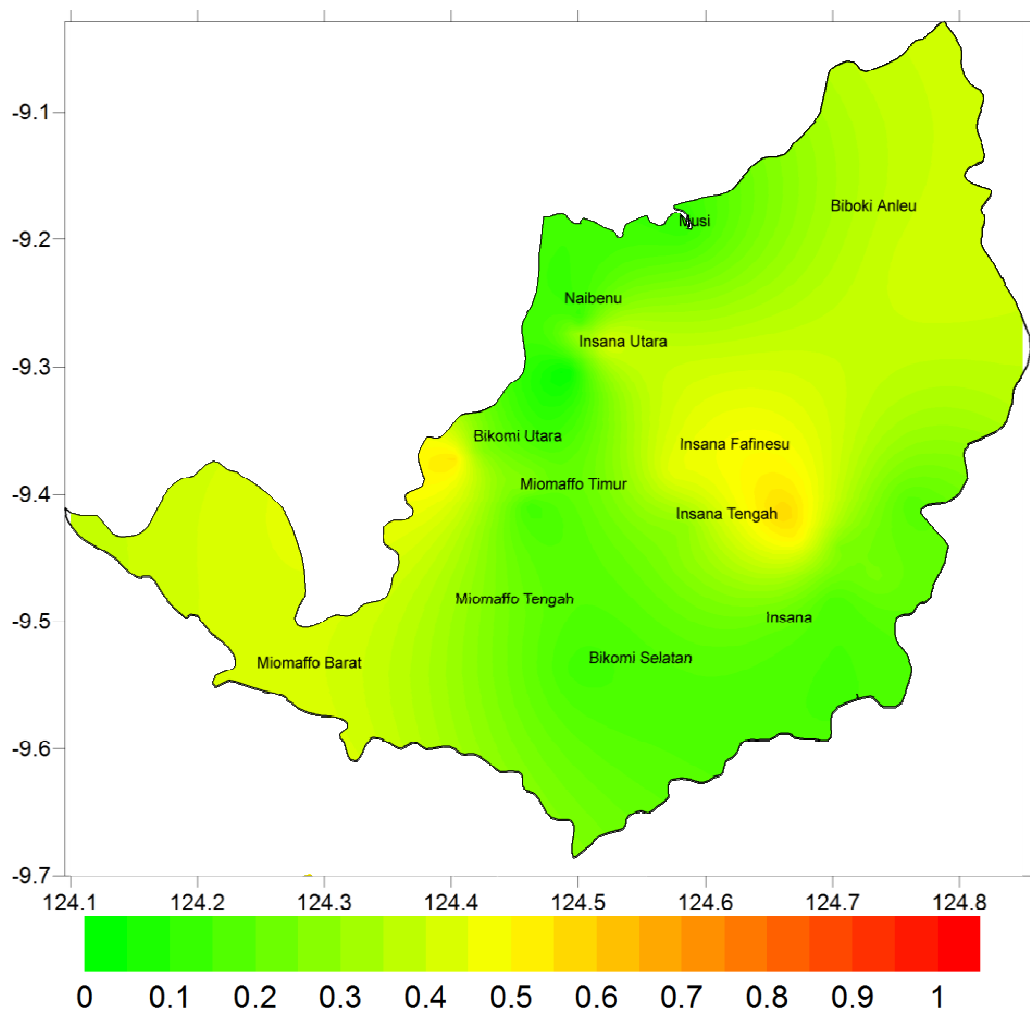 -9.1
Biboki Anleu
-9.2
Musi
Naibenu
Insana Utara
-9.3
Bikomi Utara
Insana Fafinesu
Miomaffo Timur
-9.4
Insana Tengah
Miomaffo Tengah
-9.5
Insana
Bikomi Selatan
Miomaffo Barat
-9.6
-9.7
124.1 124.2 124.3 124.4 124.5 124.6 124.7 124.8
0 0.1 0.2 0.3 0.4 0.5 0.6 0.7 0.8 0.9 1